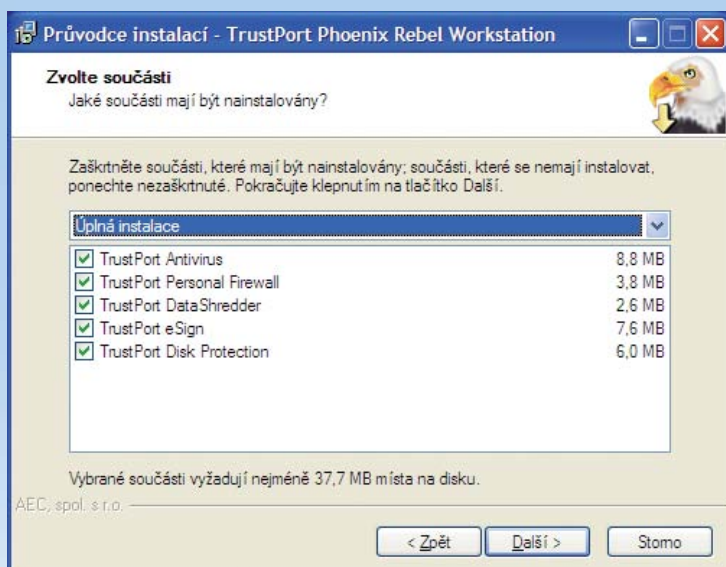 Průvodce instalací - TrustPort Phoenix Rebel Workstation
Zvolte součásti
Jaké součásti mají být nainstalovány?
Zaškrtněte součásti, které mají být nainstalovány; součásti, které se nemají instalovat,
ponechte nezaškrtnuté. Pokračujte klepnutím na tlačítko Další.
Úplná instalace
TrustPort Antivirus 8,8 MB
TrustPort Personal Firewall 3,8 MB
TrustPort DataShredder 2,6 MB
TrustPort eSign 7,6 MB
TrustPort Disk Protection 6,0 MB
Vybrané součásti vyžadují nejméně 37,7 MB místa na disku.
AEC, spol. s r.o.
< Zpět Další > Storno